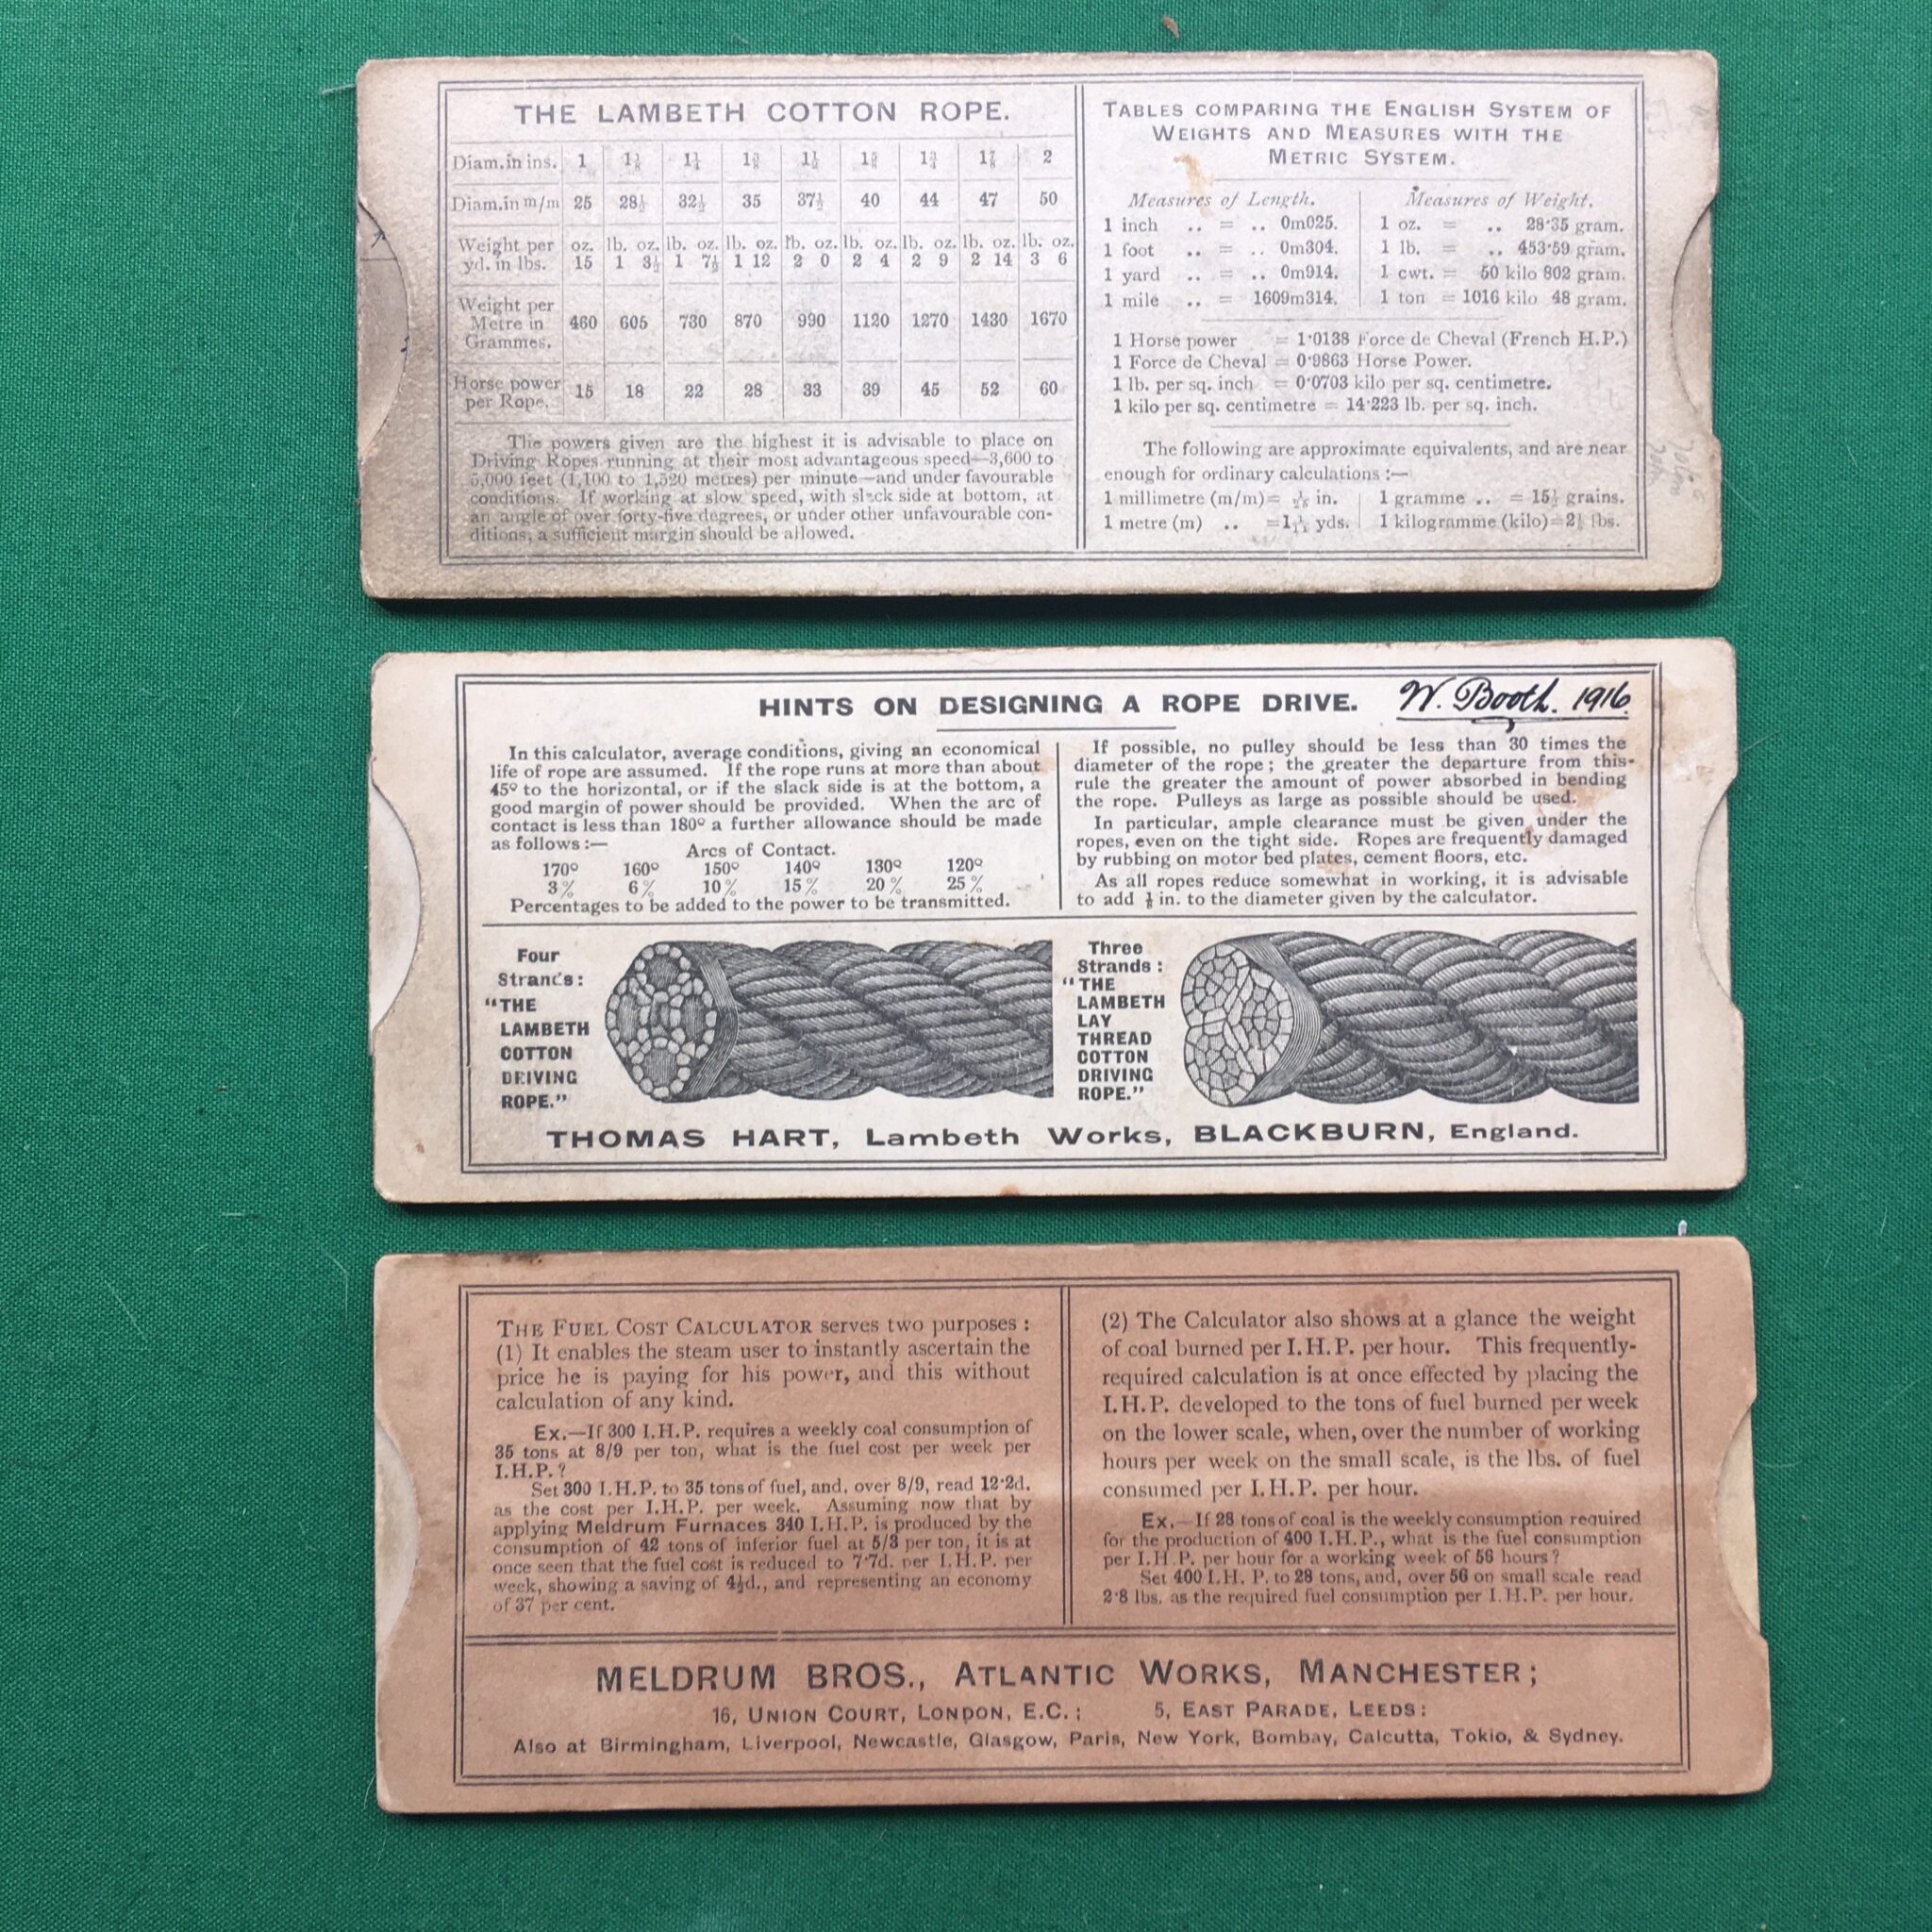 THE LAMBETH COTTON ROPE.
Diam. in ins. 1 1⅛ 1¼ 1⅜ 1½ 1⅝ 1¾ 1⅞ 2
Diam. in m/m 25 28½ 32½ 35 37½ 40 44 47 50
Weight per oz. lb. oz. lb. oz. lb. oz. lb. oz. lb. oz. lb. oz. lb. oz. lb. oz.
yd. in lbs. 15 1 3½ 1 7½ 1 12 2 0 2 4 2 9 2 14 3 6
Weight per
Metre in 460 605 730 870 990 1120 1270 1430 1670
Grammes.
Horse power 15 18 22 28 33 39 45 52 60
per Rope.
The powers given are the highest it is advisable to place on
Driving Ropes running at their most advantageous speed—3,600 to
5,000 feet (1,100 to 1,520 metres) per minute—and under favourable
conditions. If working at slow speed, with slack side at bottom, at
an angle of over forty-five degrees, or under other unfavourable con-
ditions, a sufficient margin should be allowed.
TABLES COMPARING THE ENGLISH SYSTEM OF
WEIGHTS AND MEASURES WITH THE
METRIC SYSTEM.
Measures of Length.
1 inch .. = .. 0m025.
1 foot .. = .. 0m304.
1 yard .. = .. 0m914.
1 mile .. = 1609m314.
Measures of Weight.
1 oz. = .. 28·35 gram.
1 lb. = .. 453·59 gram.
1 cwt. = 50 kilo 802 gram.
1 ton = 1016 kilo 48 gram.
1 Horse power = 1·0138 Force de Cheval (French H.P.)
1 Force de Cheval = 0·9863 Horse Power.
1 lb. per sq. inch = 0·0703 kilo per sq. centimetre.
1 kilo per sq. centimetre = 14·223 lb. per sq. inch.
The following are approximate equivalents, and are near
enough for ordinary calculations :—
1 millimetre (m/m)= in. 1 gramme .. = 15½ grains.
1 metre (m) .. = yds. 1 kilogramme (kilo)= lbs.
HINTS ON DESIGNING A ROPE DRIVE. W. Booth. 1916
In this calculator, average conditions, giving an economical
life of rope are assumed. If the rope runs at more than about
45° to the horizontal, or if the slack side is at the bottom, a
good margin of power should be provided. When the arc of
contact is less than 180° a further allowance should be made
as follows :—
Arcs of Contact.
170° 160° 150° 140° 130° 120°
3% 6% 10% 15% 20% 25%
Percentages to be added to the power to be transmitted.
If possible, no pulley should be less than 30 times the
diameter of the rope ; the greater the departure from this
rule the greater the amount of power absorbed in bending
the rope. Pulleys as large as possible should be used.
In particular, ample clearance must be given under the
ropes, even on the tight side. Ropes are frequently damaged
by rubbing on motor bed plates, cement floors, etc.
As all ropes reduce somewhat in working, it is advisable
to add ⅛ in. to the diameter given by the calculator.
Four
Strands :
"THE
LAMBETH
COTTON
DRIVING
ROPE."
Three
Strands :
"THE
LAMBETH
LAY
THREAD
COTTON
DRIVING
ROPE."
THOMAS HART, Lambeth Works, BLACKBURN, England.
THE FUEL COST CALCULATOR serves two purposes :
(1) It enables the steam user to instantly ascertain the
price he is paying for his power, and this without
calculation of any kind.
Ex.—If 300 I.H.P. requires a weekly coal consumption of
35 tons at 8/9 per ton, what is the fuel cost per week per
I.H.P.?
Set 300 I.H.P. to 35 tons of fuel, and, over 8/9, read 12·2d.
as the cost per I.H.P. per week. Assuming now that by
applying Meldrum Furnaces 340 I.H.P. is produced by the
consumption of 42 tons of inferior fuel at 5/3 per ton, it is at
once seen that the fuel cost is reduced to 7·7d. per I.H.P. per
week, showing a saving of 4½d., and representing an economy
of 37 per cent.
(2) The Calculator also shows at a glance the weight
of coal burned per I.H.P. per hour. This frequently-
required calculation is at once effected by placing the
I.H.P. developed to the tons of fuel burned per week
on the lower scale, when, over the number of working
hours per week on the small scale, is the lbs. of fuel
consumed per I.H.P. per hour.
Ex.—If 28 tons of coal is the weekly consumption required
for the production of 400 I.H.P., what is the fuel consumption
per I.H.P. per hour for a working week of 56 hours?
Set 400 I.H.P. to 28 tons, and, over 56 on small scale read
2·8 lbs. as the required fuel consumption per I.H.P. per hour.
MELDRUM BROS., ATLANTIC WORKS, MANCHESTER;
16, UNION COURT, LONDON, E.C.; 5, EAST PARADE, LEEDS:
Also at Birmingham, Liverpool, Newcastle, Glasgow, Paris, New York, Bombay, Calcutta, Tokio, & Sydney.